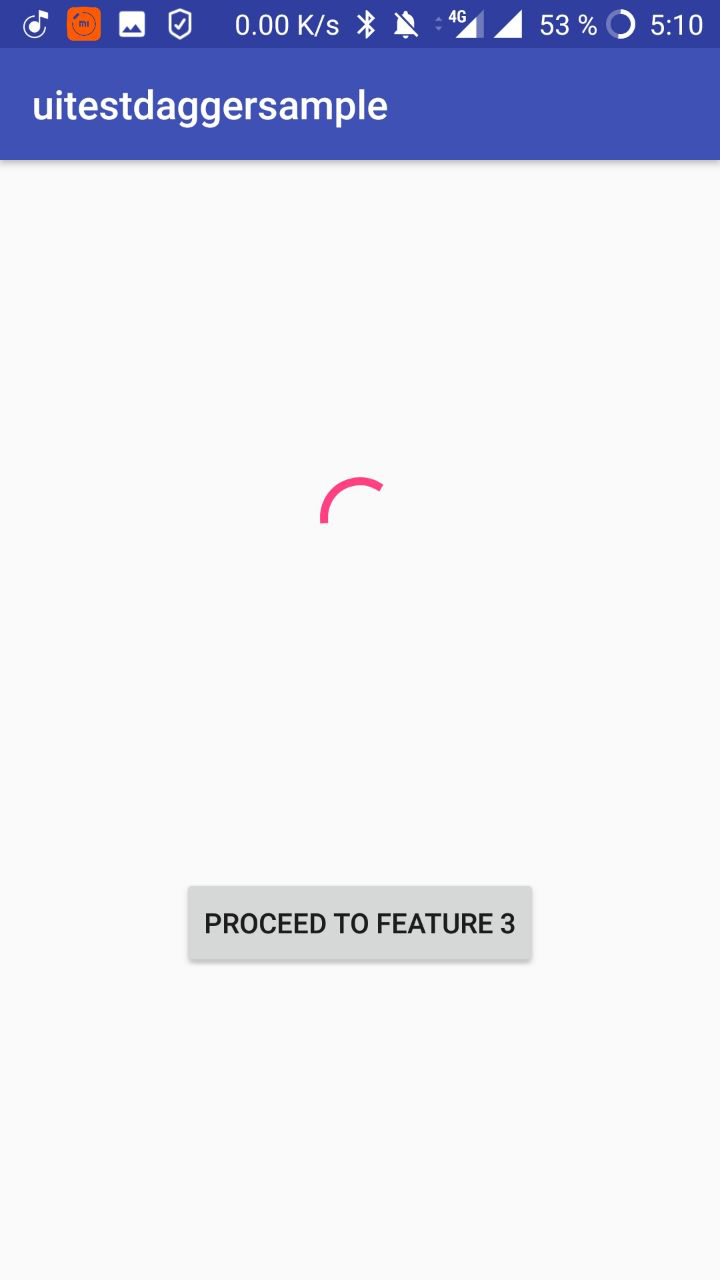 0.00 K/s 4G 53 % 5:10
uitestdaggersample
PROCEED TO FEATURE 3